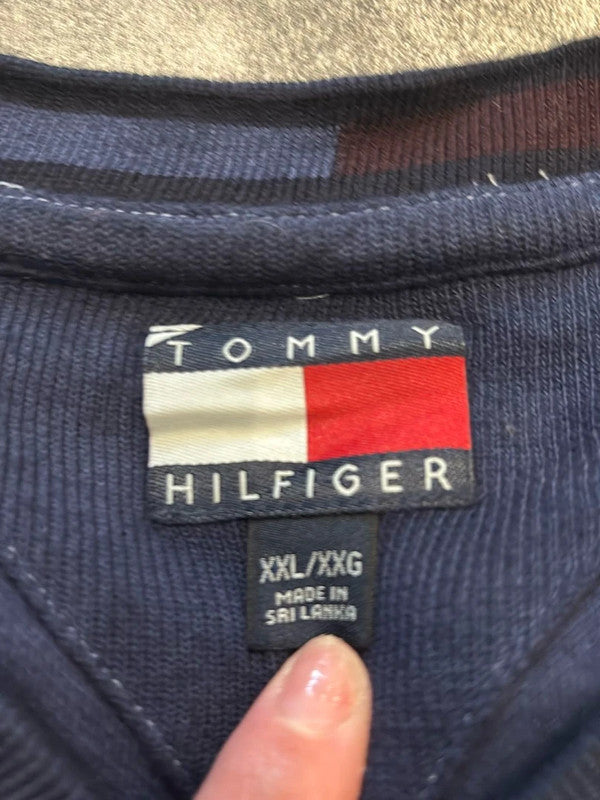 TOMMY
HILFIGER
XXL/XXG
MADE IN
SRI LANKA